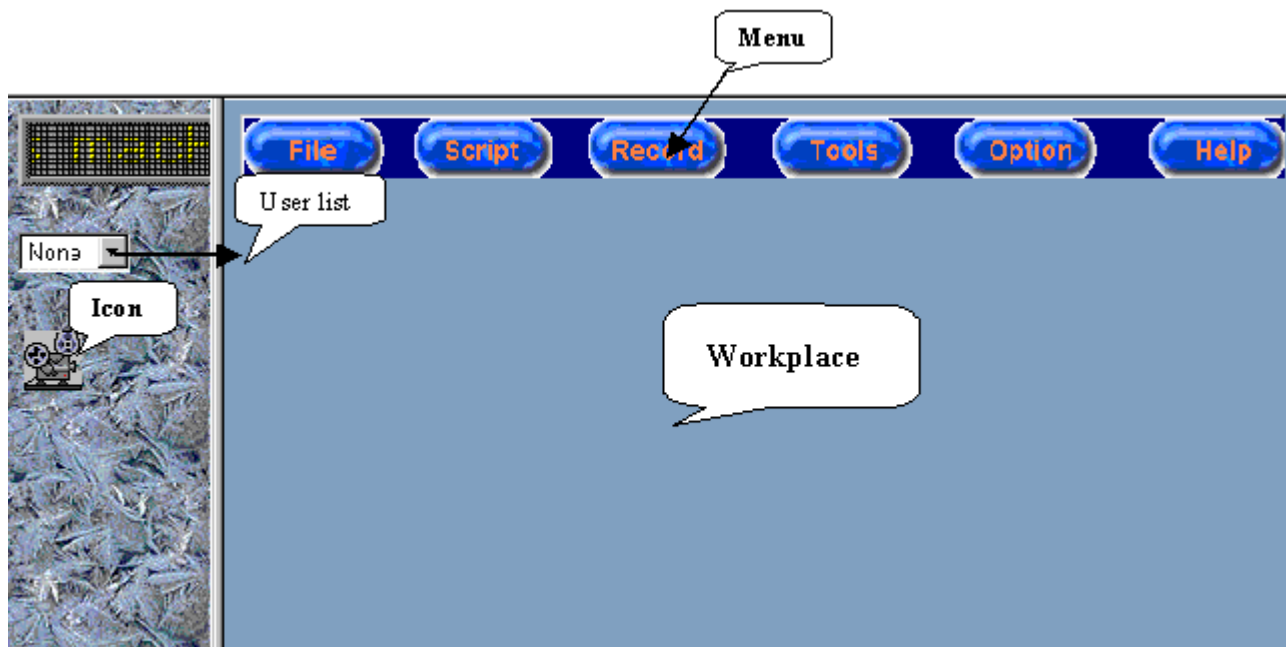 Menu
File Script Record Tools Option Help
User list
None
Icon
Workplace